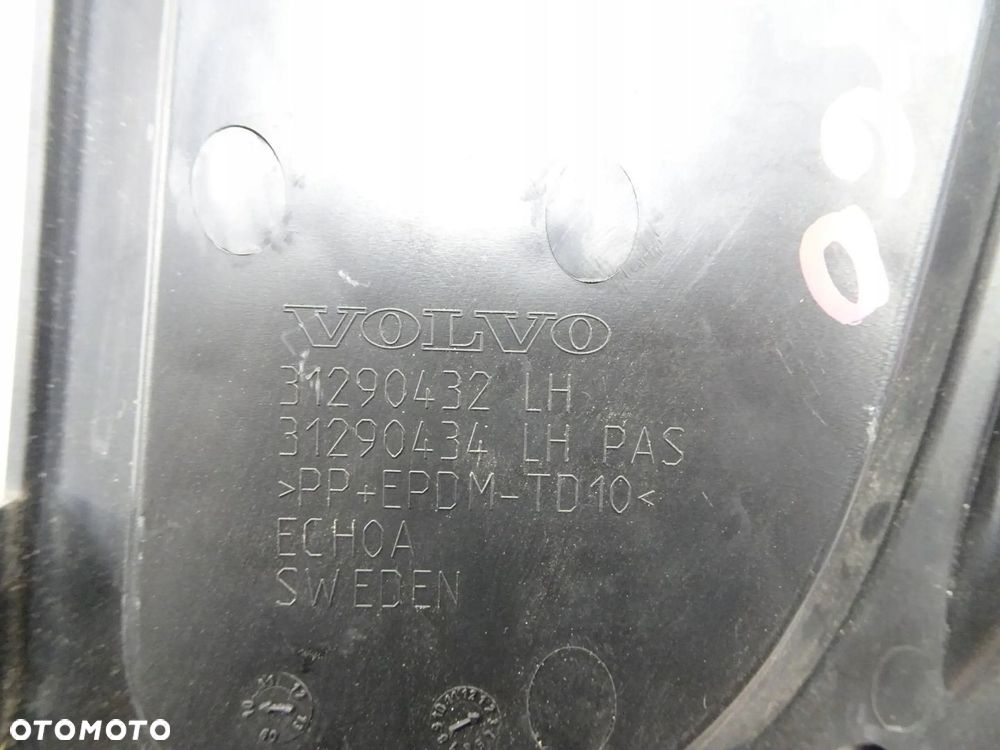 VOLVO
31290432 LH
31290434 LH PAS
>PP+EPDM-TD10<
ECHOA
SWEDEN
OTOMOTO